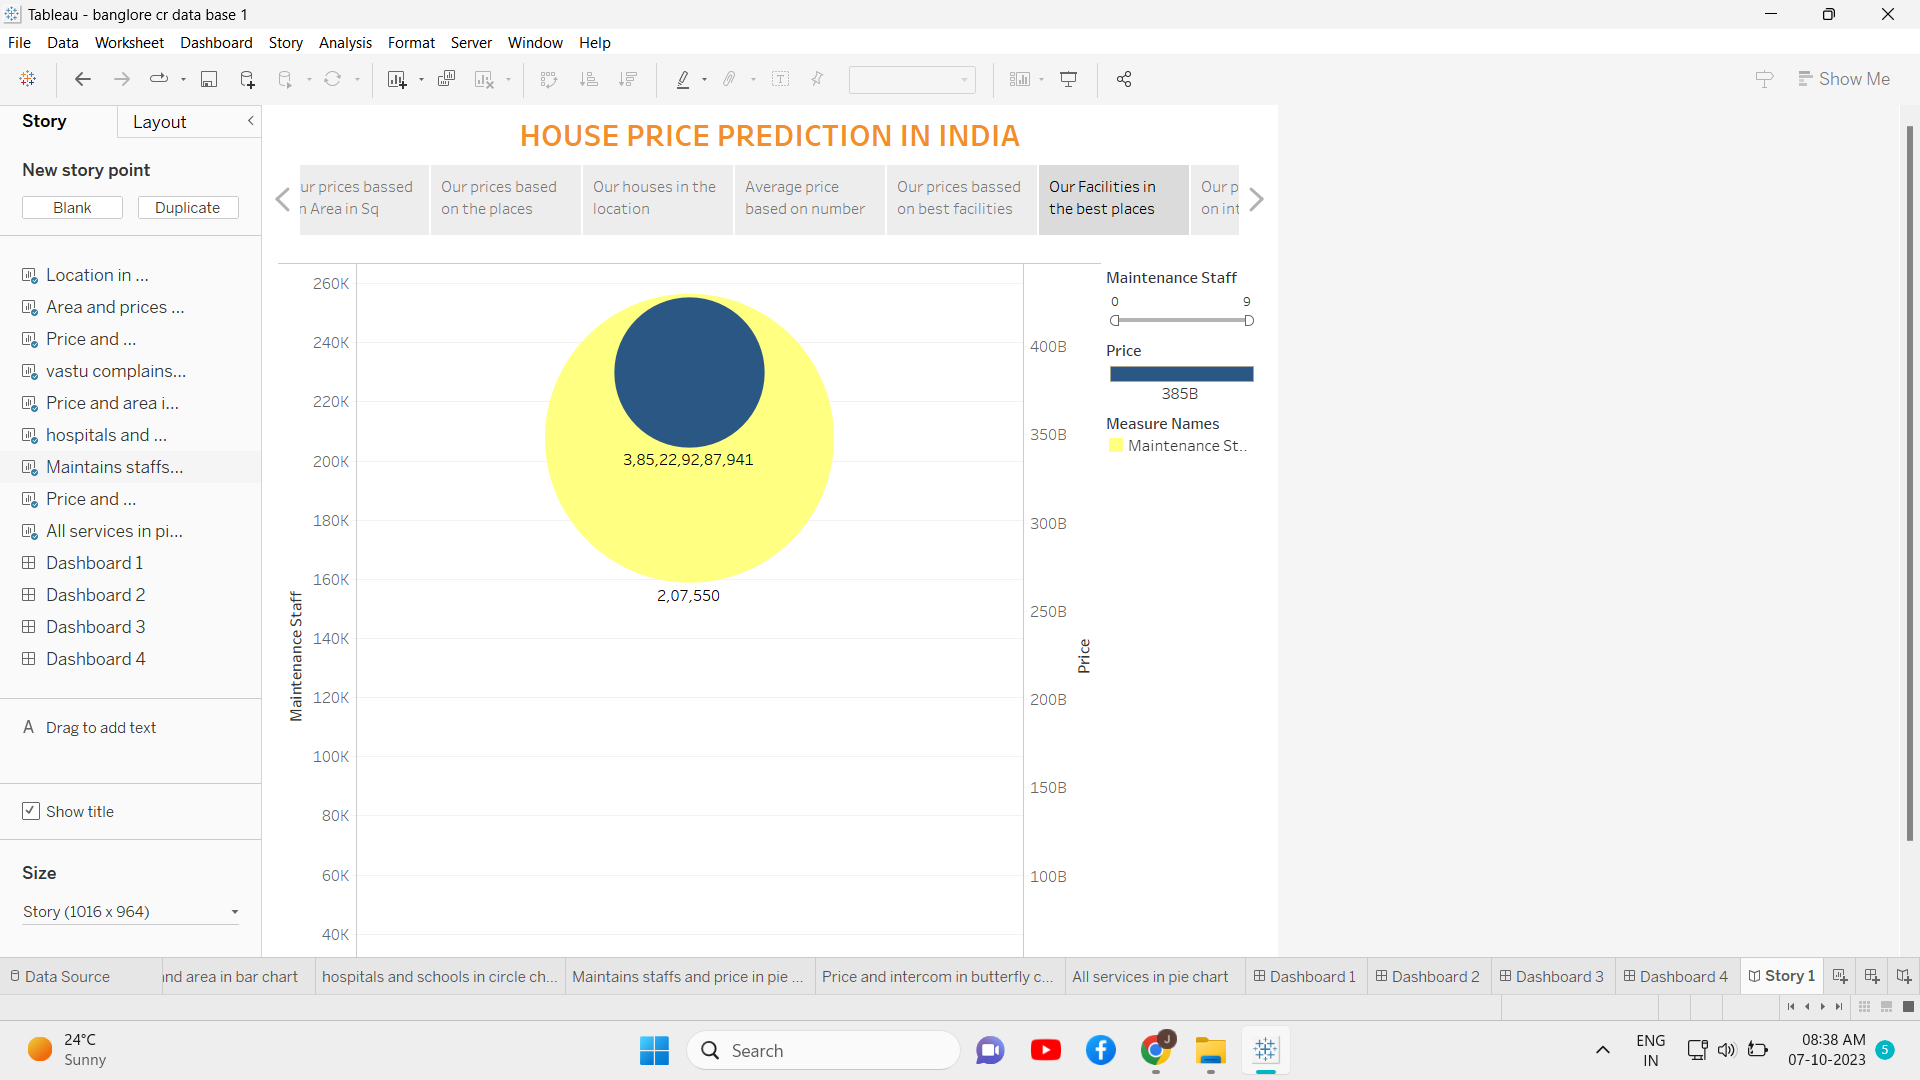 Tableau - banglore cr data base 1
File Data Worksheet Dashboard Story Analysis Format Server Window Help
Show Me
Story Layout
New story point
Blank Duplicate
Location in ...
Area and prices ...
Price and ...
vastu complains...
Price and area i...
hospitals and ...
Maintains staffs...
Price and ...
All services in pi...
Dashboard 1
Dashboard 2
Dashboard 3
Dashboard 4
A Drag to add text
Show title
Size
Story (1016 x 964)
HOUSE PRICE PREDICTION IN INDIA
ur prices bassed
n Area in Sq
Our prices based
on the places
Our houses in the
location
Average price
based on number
Our prices bassed
on best facilities
Our Facilities in
the best places
Our p
on int
Maintenance Staff
260K
240K
220K
200K
180K
160K
140K
120K
100K
80K
60K
40K
3,85,22,92,87,941
2,07,550
400B
350B
300B
250B
200B
150B
100B
Price
Maintenance Staff
0 9
Price
385B
Measure Names
Maintenance St..
Data Source
nd area in bar chart
hospitals and schools in circle ch...
Maintains staffs and price in pie ...
Price and intercom in butterfly c...
All services in pie chart
Dashboard 1
Dashboard 2
Dashboard 3
Dashboard 4
Story 1
24°C
Sunny
Search
J
ENG
IN
08:38 AM
07-10-2023
5